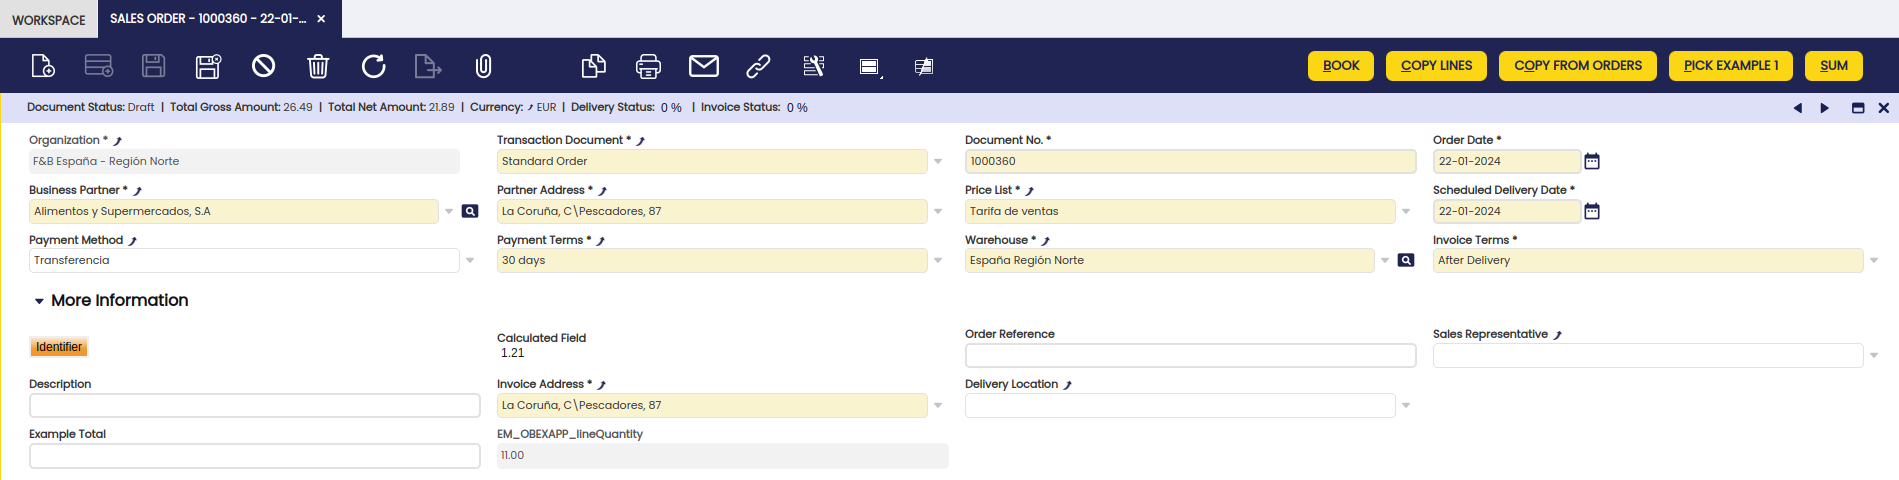 WORKSPACE SALES ORDER - 1000360 - 22-01-...
BOOK COPY LINES COPY FROM ORDERS PICK EXAMPLE 1 SUM
Document Status: Draft | Total Gross Amount: 26.49 | Total Net Amount: 21.89 | Currency: EUR | Delivery Status: 0 % | Invoice Status: 0 %
Organization * Transaction Document * Document No. * Order Date *
F&B España - Región Norte Standard Order 1000360 22-01-2024
Business Partner * Partner Address * Price List * Scheduled Delivery Date *
Alimentos y Supermercados, S.A La Coruña, C\Pescadores, 87 Tarifa de ventas 22-01-2024
Payment Method Payment Terms * Warehouse * Invoice Terms *
Transferencia 30 days España Región Norte After Delivery
More Information
Identifier Calculated Field Order Reference Sales Representative
1.21
Description Invoice Address * Delivery Location
La Coruña, C\Pescadores, 87
Example Total EM_OBEXAPP_lineQuantity
11.00